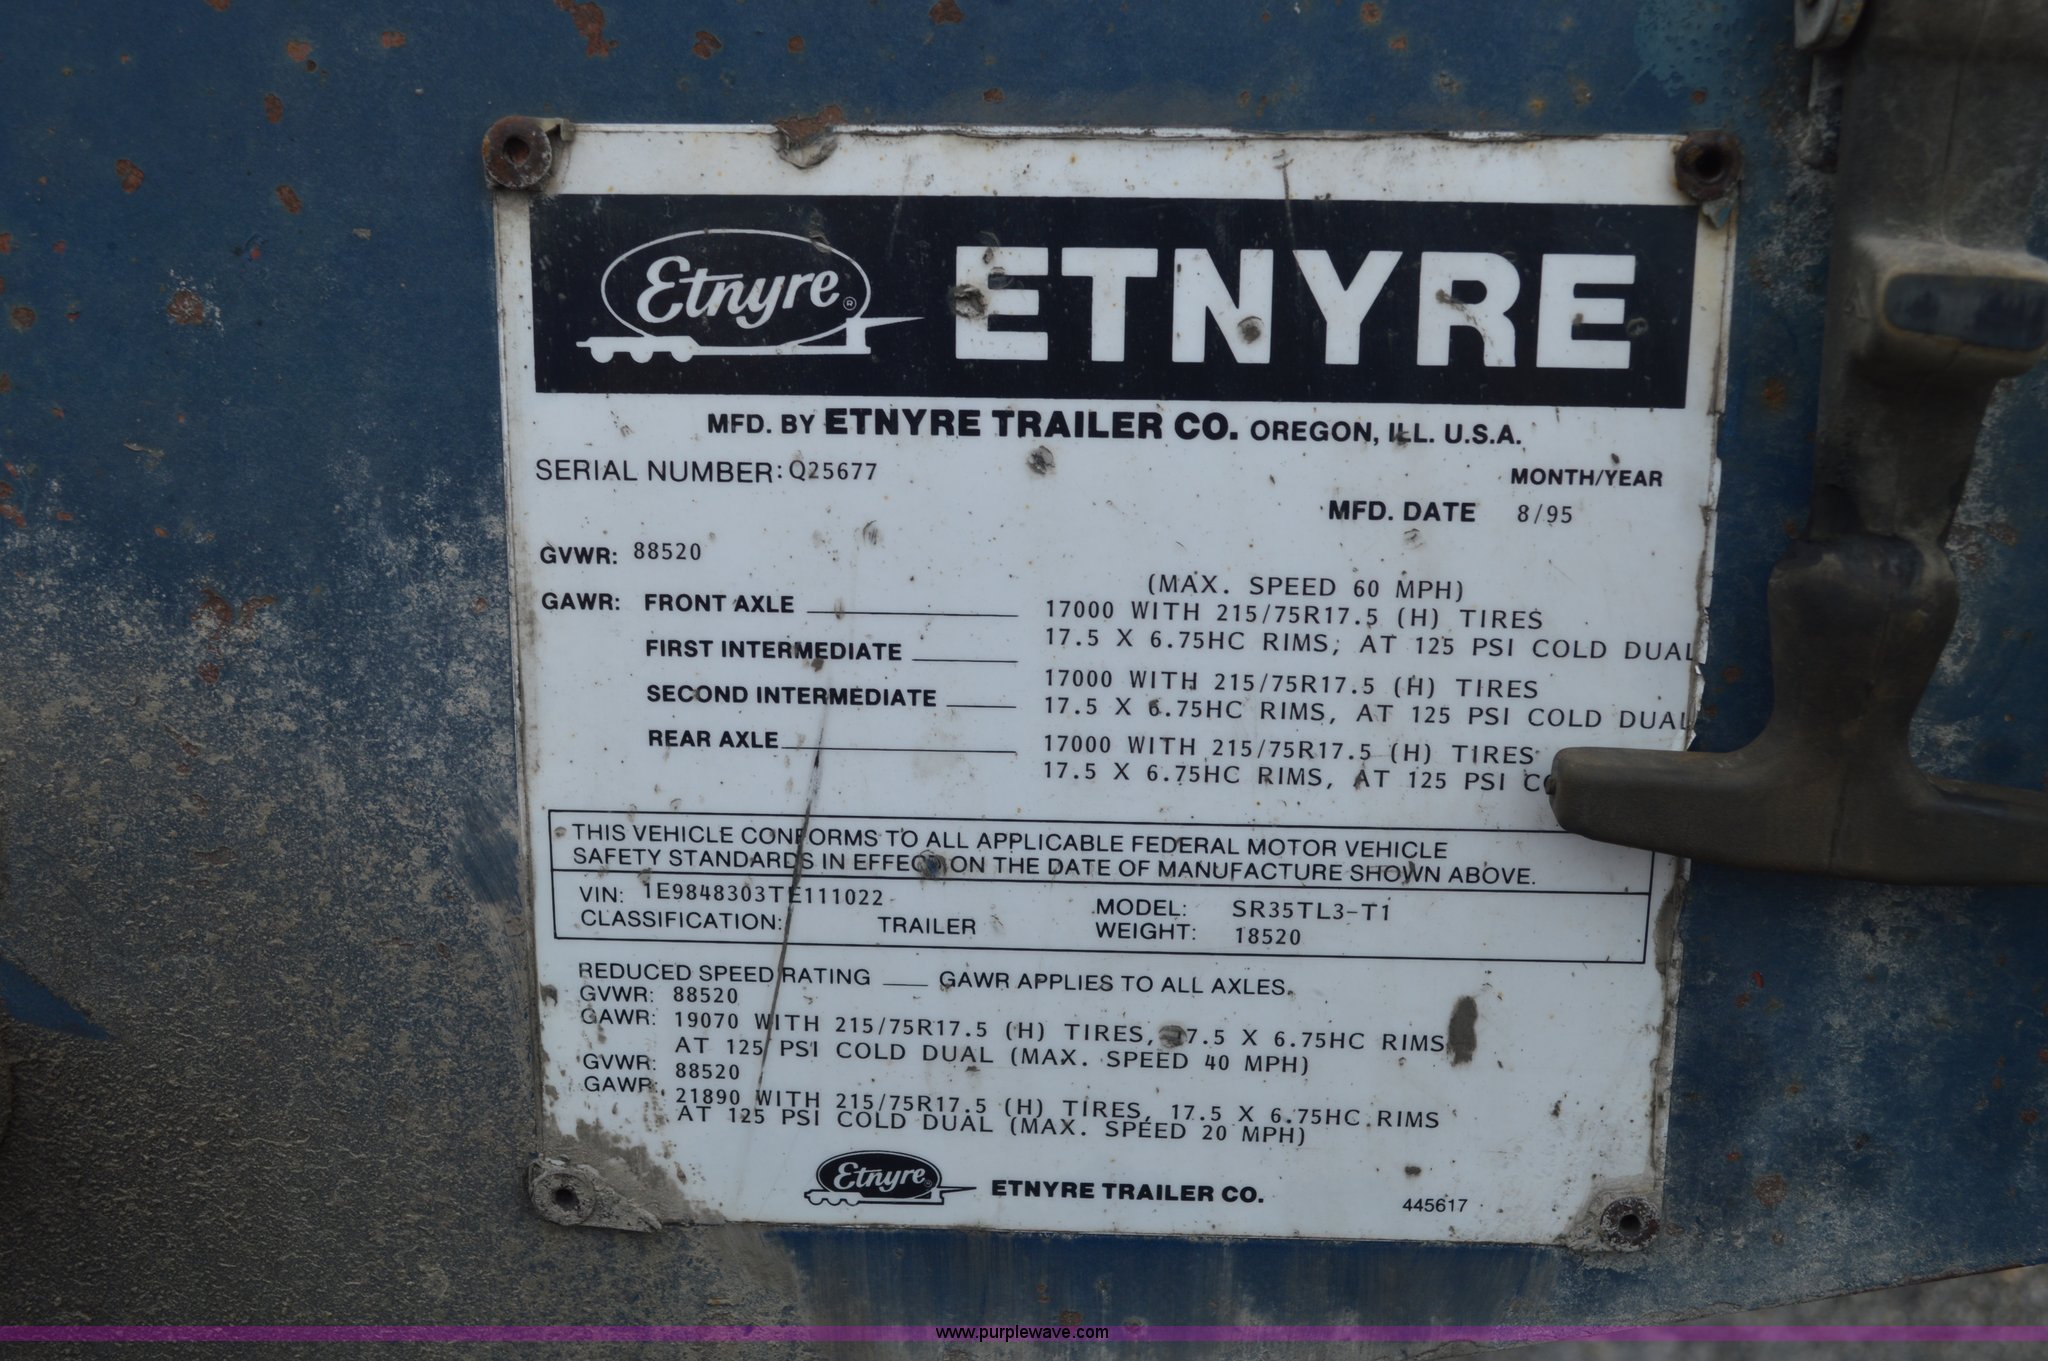 Etnyre ®
ETNYRE
MFD. BY ETNYRE TRAILER CO. OREGON, ILL. U.S.A.
SERIAL NUMBER: Q25677
MONTH/YEAR
MFD. DATE 8/95
GVWR: 88520
(MAX. SPEED 60 MPH)
GAWR: FRONT AXLE 17000 WITH 215/75R17.5 (H) TIRES
17.5 X 6.75HC RIMS; AT 125 PSI COLD DUAL
FIRST INTERMEDIATE
17000 WITH 215/75R17.5 (H) TIRES
SECOND INTERMEDIATE 17.5 X 6.75HC RIMS, AT 125 PSI COLD DUAL
REAR AXLE 17000 WITH 215/75R17.5 (H) TIRES
17.5 X 6.75HC RIMS, AT 125 PSI
THIS VEHICLE CONFORMS TO ALL APPLICABLE FEDERAL MOTOR VEHICLE
SAFETY STANDARDS IN EFFECT ON THE DATE OF MANUFACTURE SHOWN ABOVE.
VIN: 1E9848303TE111022 MODEL: SR35TL3-T1
CLASSIFICATION: TRAILER WEIGHT: 18520
REDUCED SPEED RATING ___ GAWR APPLIES TO ALL AXLES.
GVWR: 88520
GAWR: 19070 WITH 215/75R17.5 (H) TIRES, 17.5 X 6.75HC RIMS
AT 125 PSI COLD DUAL (MAX. SPEED 40 MPH)
GVWR: 88520
GAWR: 21890 WITH 215/75R17.5 (H) TIRES, 17.5 X 6.75HC RIMS
AT 125 PSI COLD DUAL (MAX. SPEED 20 MPH)
Etnyre ® ETNYRE TRAILER CO. 445617
www.purplewave.com